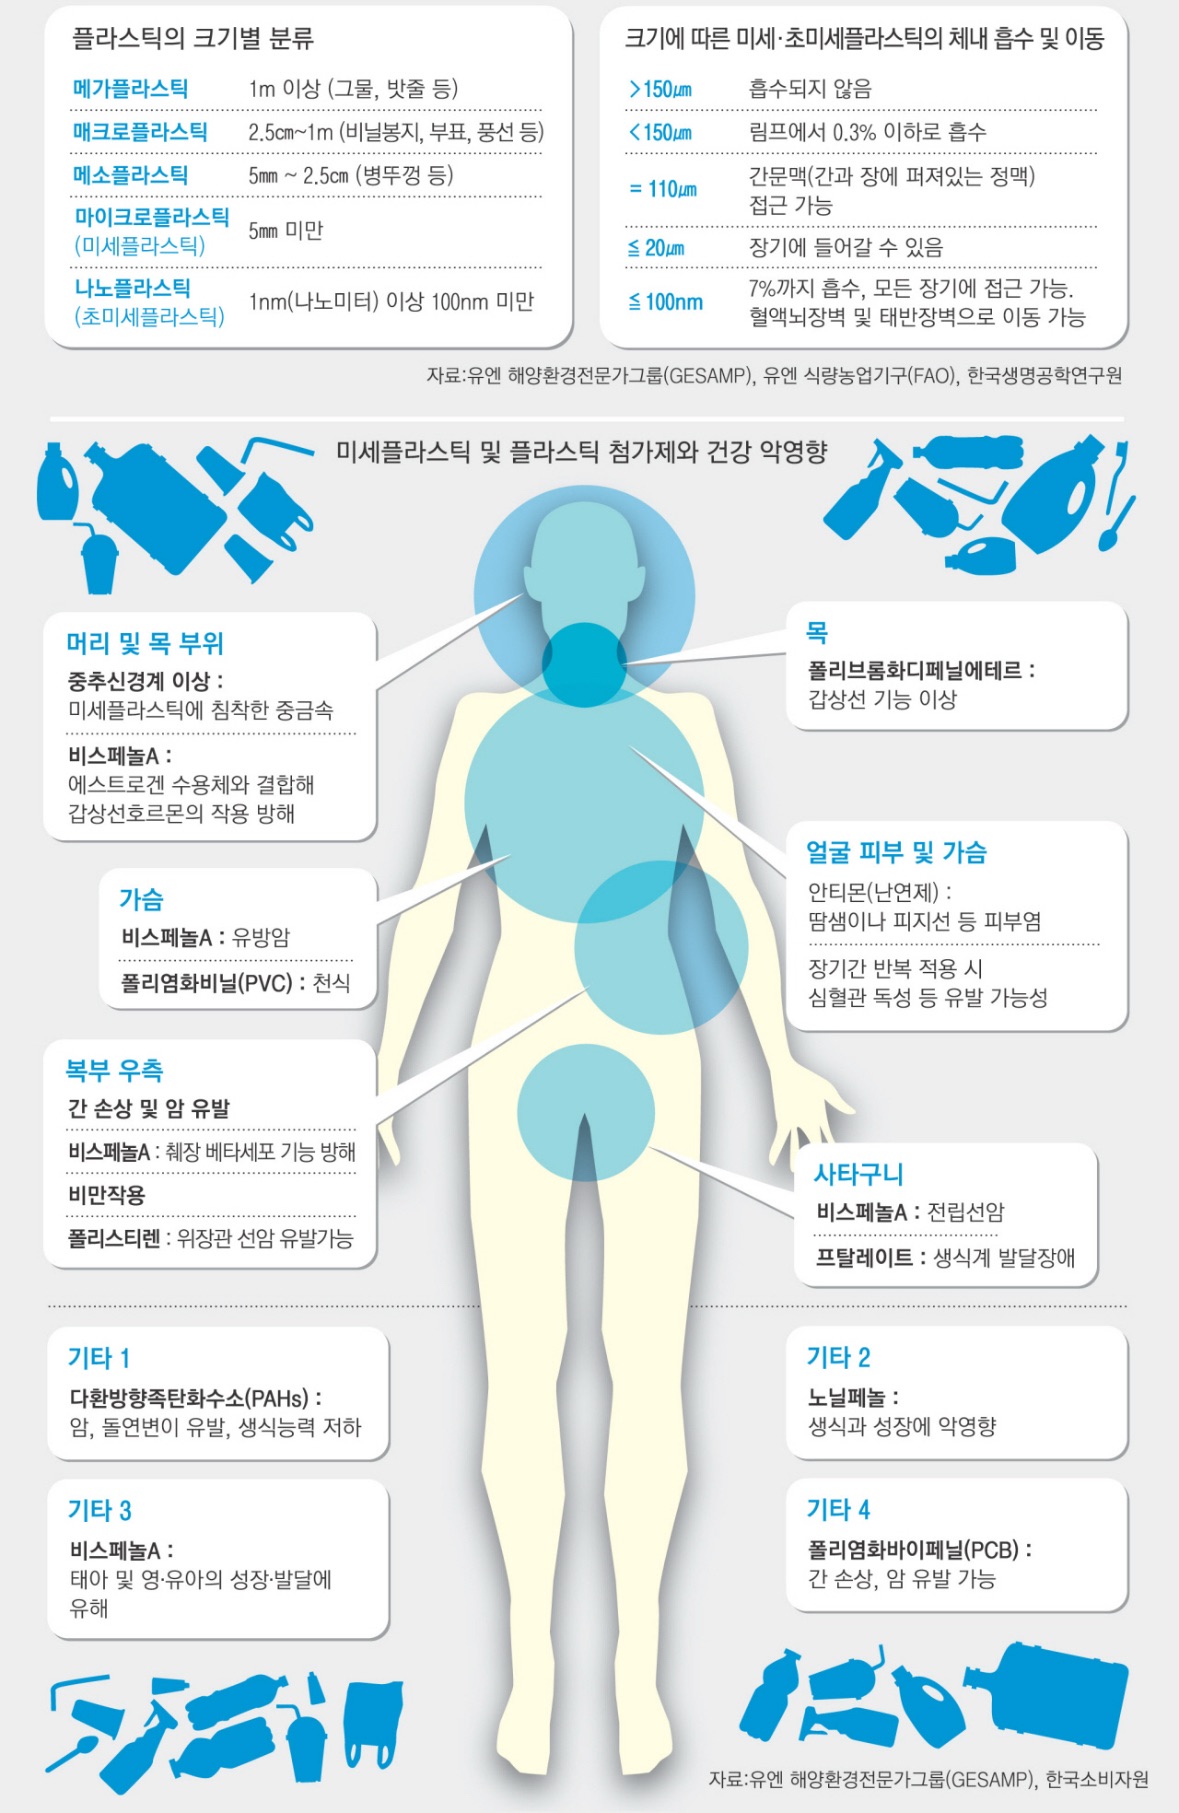 플라스틱의 크기별 분류
메가플라스틱 1m 이상 (그물, 밧줄 등)
매크로플라스틱 2.5㎝~1m (비닐봉지, 부표, 풍선 등)
메소플라스틱 5㎜ ~ 2.5㎝ (병뚜껑 등)
마이크로플라스틱
(미세플라스틱)
5㎜ 미만
나노플라스틱
(초미세플라스틱)
1nm(나노미터) 이상 100nm 미만
크기에 따른 미세·초미세플라스틱의 체내 흡수 및 이동
>150㎛ 흡수되지 않음
<150㎛ 림프에서 0.3% 이하로 흡수
= 110㎛ 간문맥(간과 장에 퍼져있는 정맥)
접근 가능
≦ 20㎛ 장기에 들어갈 수 있음
≦ 100nm 7%까지 흡수, 모든 장기에 접근 가능.
혈액뇌장벽 및 태반장벽으로 이동 가능
자료:유엔 해양환경전문가그룹(GESAMP), 유엔 식량농업기구(FAO), 한국생명공학연구원
미세플라스틱 및 플라스틱 첨가제와 건강 악영향
머리 및 목 부위
중추신경계 이상 :
미세플라스틱에 침착한 중금속
비스페놀A :
에스트로겐 수용체와 결합해
갑상선호르몬의 작용 방해
목
폴리브롬화디페닐에테르 :
갑상선 기능 이상
가슴
비스페놀A : 유방암
폴리염화비닐(PVC) : 천식
얼굴 피부 및 가슴
안티몬(난연제) :
땀샘이나 피지선 등 피부염
장기간 반복 적용 시
심혈관 독성 등 유발 가능성
복부 우측
간 손상 및 암 유발
비스페놀A : 췌장 베타세포 기능 방해
비만작용
폴리스티렌 : 위장관 선암 유발가능
사타구니
비스페놀A : 전립선암
프탈레이트 : 생식계 발달장애
기타 1
다환방향족탄화수소(PAHs) :
암, 돌연변이 유발, 생식능력 저하
기타 2
노닐페놀 :
생식과 성장에 악영향
기타 3
비스페놀A :
태아 및 영·유아의 성장·발달에
유해
기타 4
폴리염화바이페닐(PCB) :
간 손상, 암 유발 가능
자료:유엔 해양환경전문가그룹(GESAMP), 한국소비자원